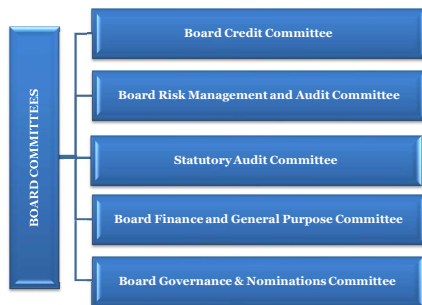 BOARD COMMITTEES
Board Credit Committee
Board Risk Management and Audit Committee
Statutory Audit Committee
Board Finance and General Purpose Committee
Board Governance & Nominations Committee